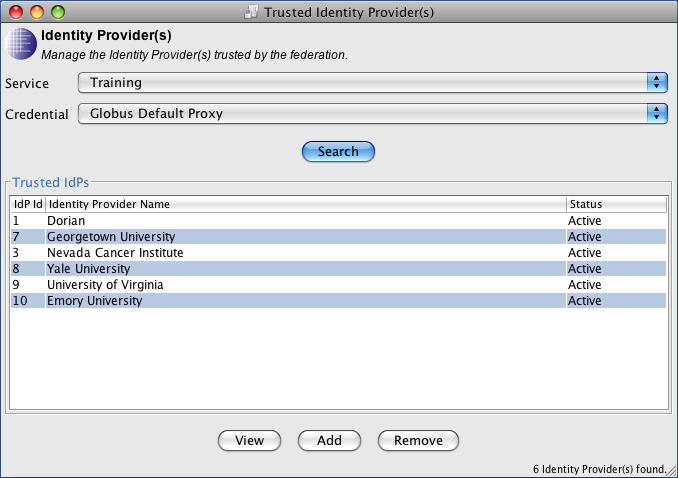 Trusted Identity Provider(s)
Identity Provider(s)
Manage the Identity Provider(s) trusted by the federation.
Service Training
Credential Globus Default Proxy
Search
Trusted IdPs
IdP Id Identity Provider Name Status
1 Dorian Active
7 Georgetown University Active
3 Nevada Cancer Institute Active
8 Yale University Active
9 University of Virginia Active
10 Emory University Active
View Add Remove
6 Identity Provider(s) found.